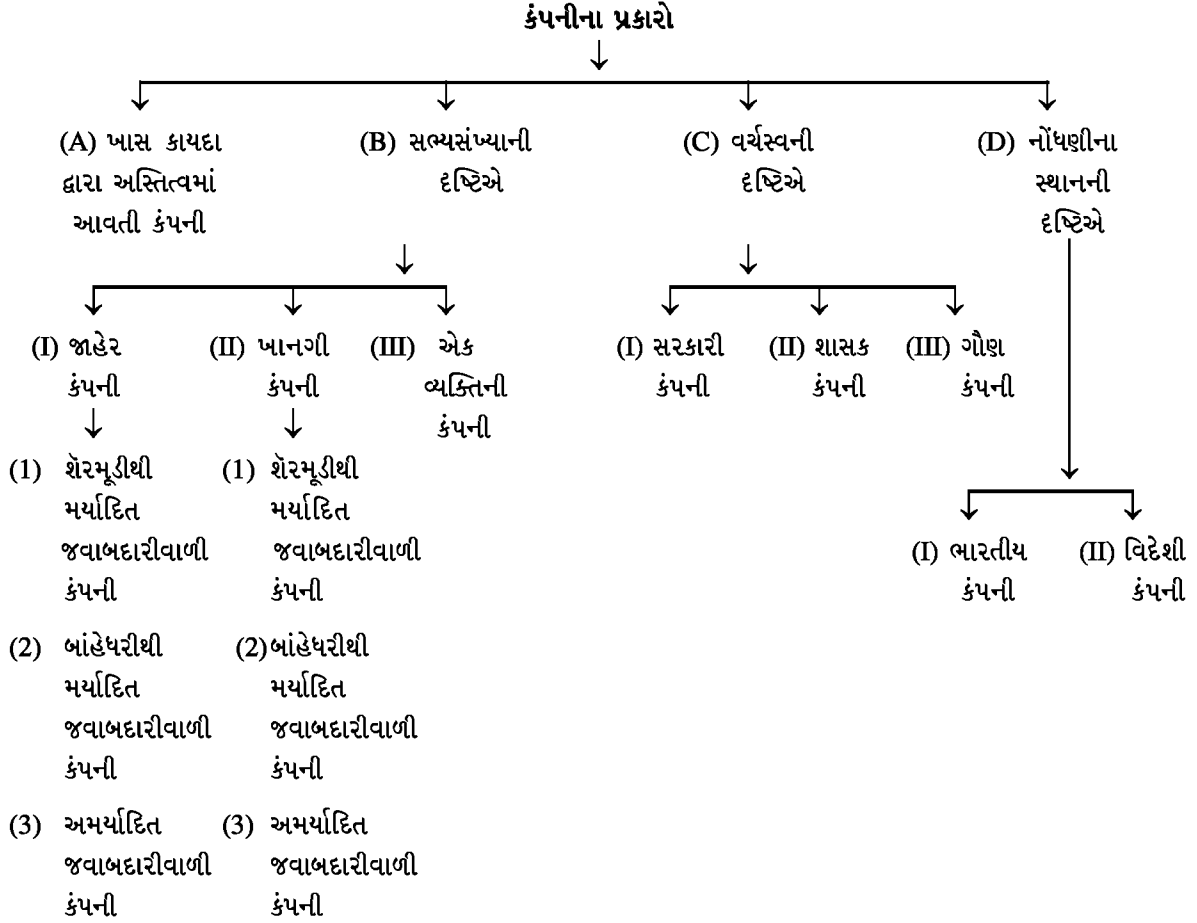 કંપનીના પ્રકારો
(A) ખાસ કાયદા
દ્વારા અસ્તિત્વમાં
આવતી કંપની
(B) સભ્યસંખ્યાની
દૃષ્ટિએ
(C) વર્ચસ્વની
દૃષ્ટિએ
(D) નોંધણીના
સ્થાનની
દૃષ્ટિએ
(I) જાહેર
કંપની
(II) ખાનગી
કંપની
(III) એક
વ્યક્તિની
કંપની
(I) સરકારી
કંપની
(II) શાસક
કંપની
(III) ગૌણ
કંપની
(1) શૅરમૂડીથી
મર્યાદિત
જવાબદારીવાળી
કંપની
(2) બાંહેધરીથી
મર્યાદિત
જવાબદારીવાળી
કંપની
(3) અમર્યાદિત
જવાબદારીવાળી
કંપની
(1) શૅરમૂડીથી
મર્યાદિત
જવાબદારીવાળી
કંપની
(2) બાંહેધરીથી
મર્યાદિત
જવાબદારીવાળી
કંપની
(3) અમર્યાદિત
જવાબદારીવાળી
કંપની
(I) ભારતીય
કંપની
(II) વિદેશી
કંપની